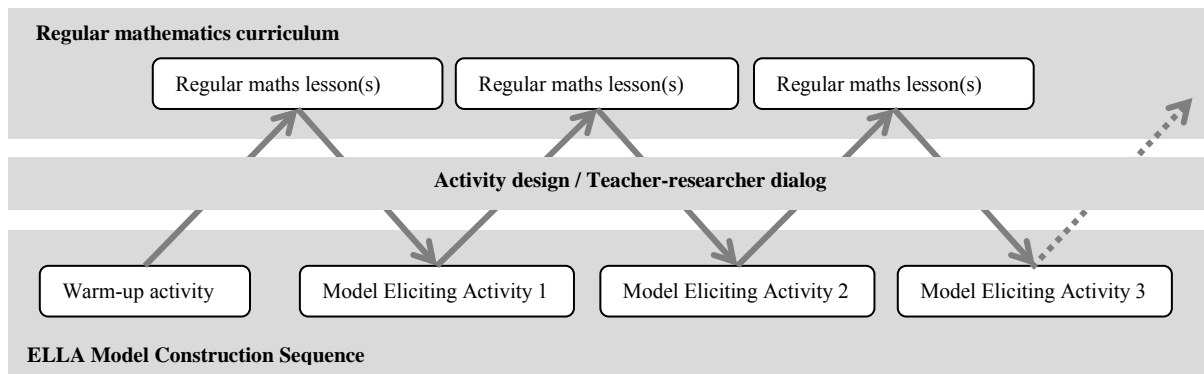 Regular mathematics curriculum
Regular maths lesson(s)
Regular maths lesson(s)
Regular maths lesson(s)
Activity design / Teacher-researcher dialog
Warm-up activity
Model Eliciting Activity 1
Model Eliciting Activity 2
Model Eliciting Activity 3
ELLA Model Construction Sequence